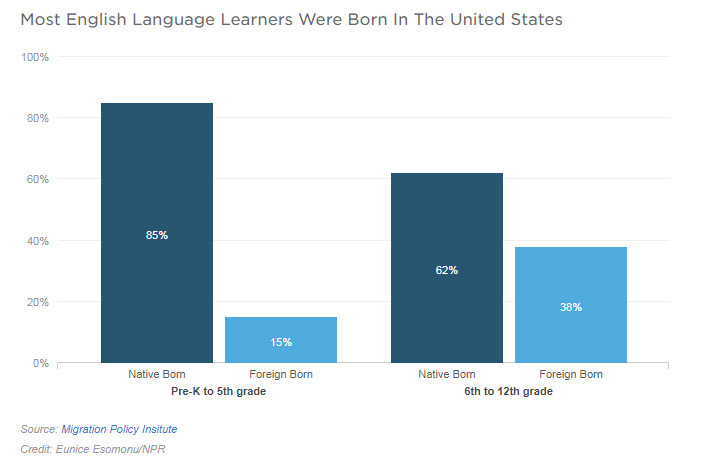 Most English Language Learners Were Born In The United States
100%
80%
60%
40%
20%
0%
85%
15%
62%
38%
Native Born Foreign Born Native Born Foreign Born
Pre-K to 5th grade 6th to 12th grade
Source: Migration Policy Insitute
Credit: Eunice Esomonu/NPR